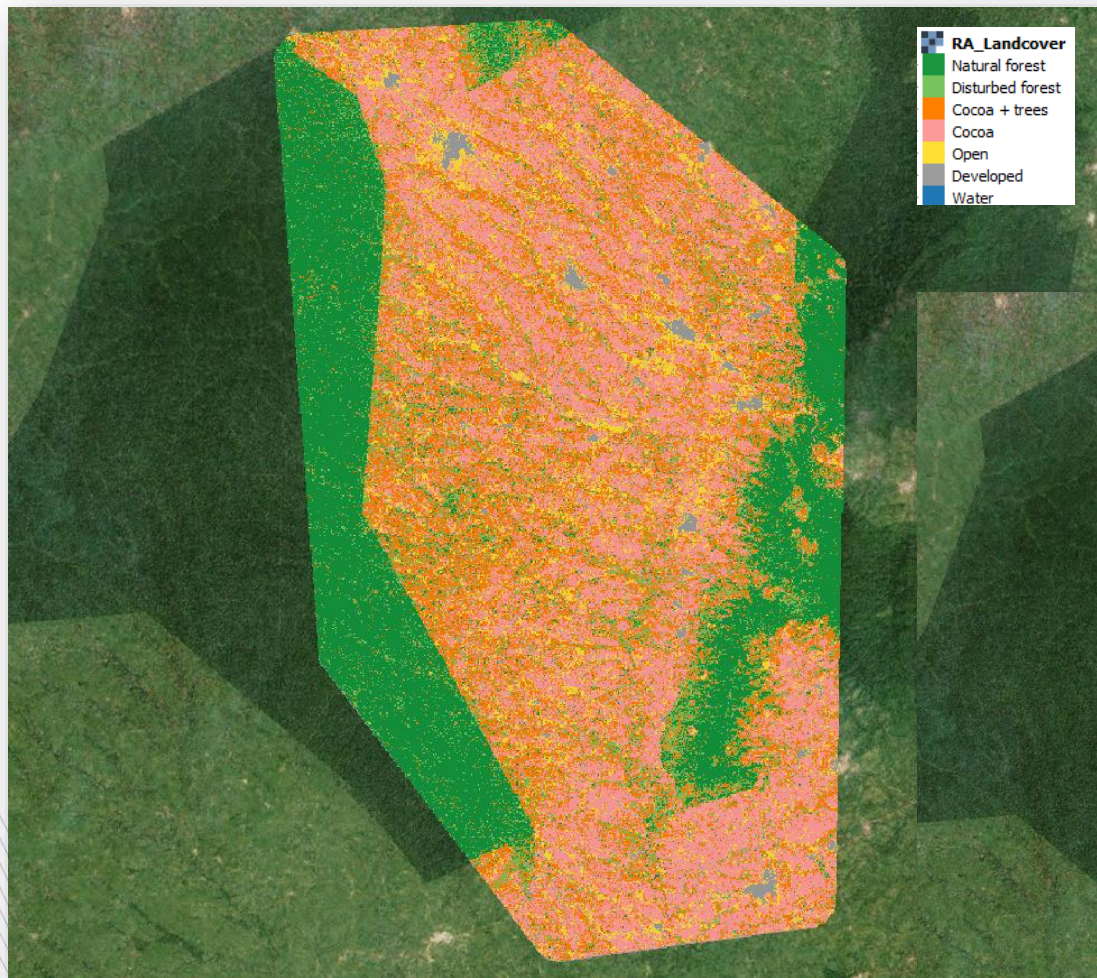 RA_Landcover
Natural forest
Disturbed forest
Cocoa + trees
Cocoa
Open
Developed
Water